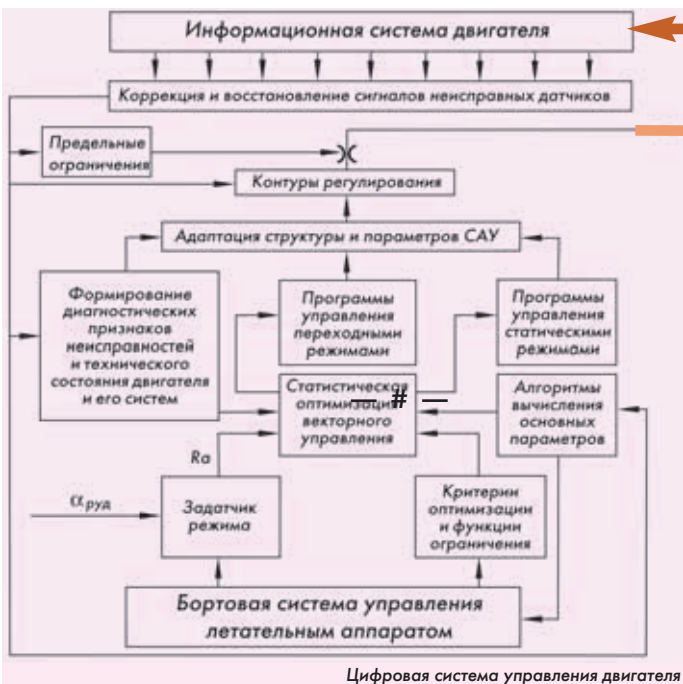 Информационная система двигателя
Коррекция и восстановление сигналов неисправных датчиков
Предельные
ограничения
Контуры регулирования
Адаптация структуры и параметров САУ
Формирование
диагностических
признаков
неисправностей
и технического
состояния двигателя
и его систем
Программы
управления
переходными
режимами
Программы
управления
статическими
режимами
Статистическая
оптимизация
векторного
управления
— # —
Алгоритмы
вычисления
основных
параметров
Ra
α руд
Задатчик
режима
Критерии
оптимизации
и функции
ограничения
Бортовая система управления
летательным аппаратом
Цифровая система управления двигателя